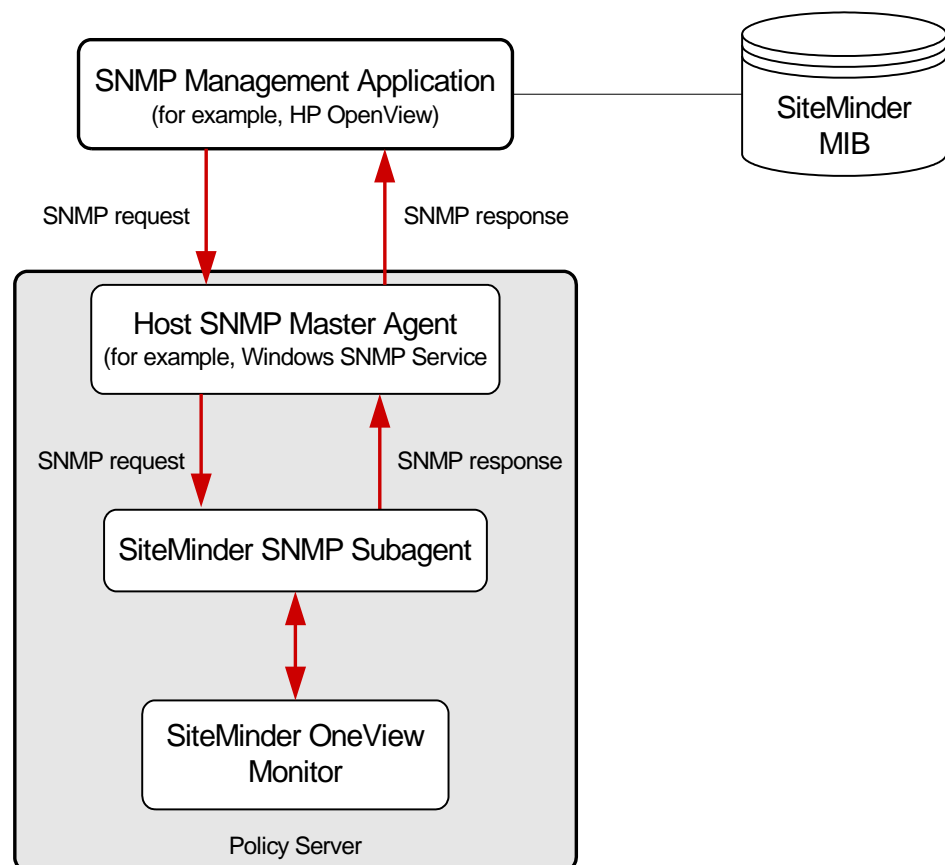 SNMP Management Application
(for example, HP OpenView)
SiteMinder
MIB
SNMP request
SNMP response
Host SNMP Master Agent
(for example, Windows SNMP Service
SNMP request
SNMP response
SiteMinder SNMP Subagent
SiteMinder OneView
Monitor
Policy Server